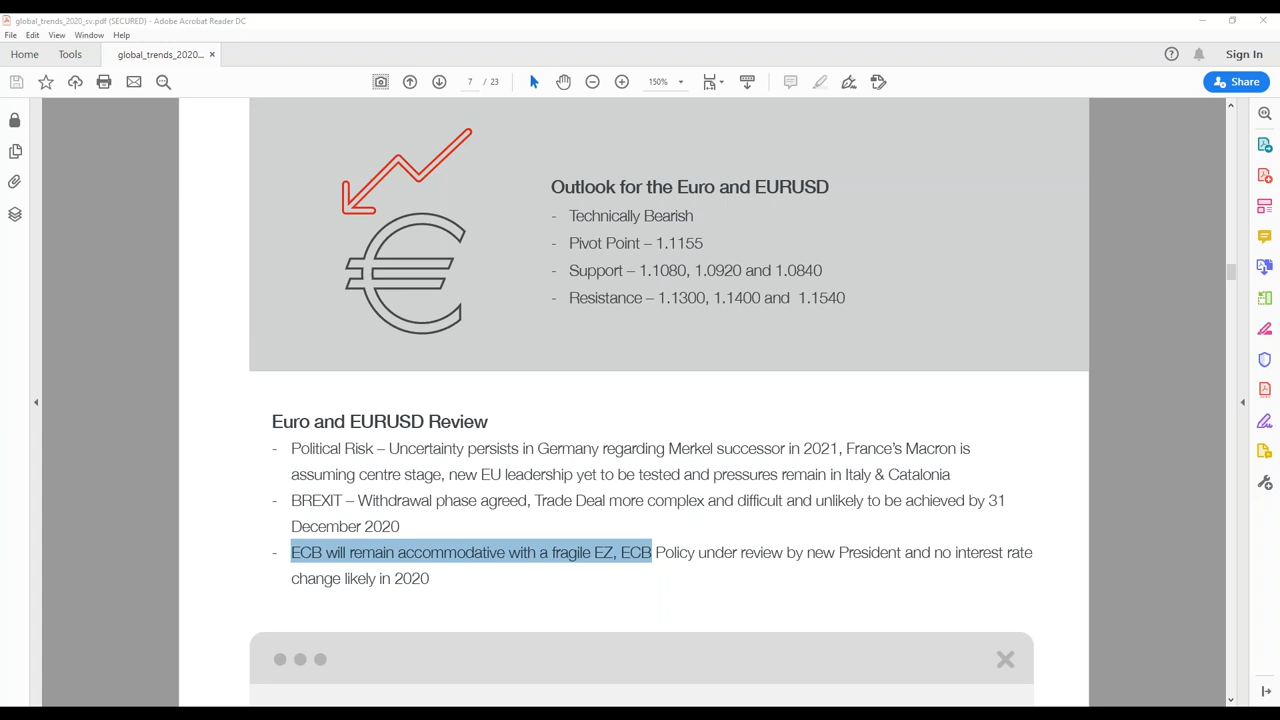 global_trends_2020_sv.pdf (SECURED) - Adobe Acrobat Reader DC
File Edit View Window Help
Home Tools global_trends_2020... × Sign In
7 / 23 150% Share
Outlook for the Euro and EURUSD
- Technically Bearish
- Pivot Point – 1.1155
- Support – 1.1080, 1.0920 and 1.0840
- Resistance – 1.1300, 1.1400 and 1.1540
Euro and EURUSD Review
- Political Risk – Uncertainty persists in Germany regarding Merkel successor in 2021, France's Macron is
assuming centre stage, new EU leadership yet to be tested and pressures remain in Italy & Catalonia
- BREXIT – Withdrawal phase agreed, Trade Deal more complex and difficult and unlikely to be achieved by 31
December 2020
- ECB will remain accommodative with a fragile EZ, ECB Policy under review by new President and no interest rate
change likely in 2020